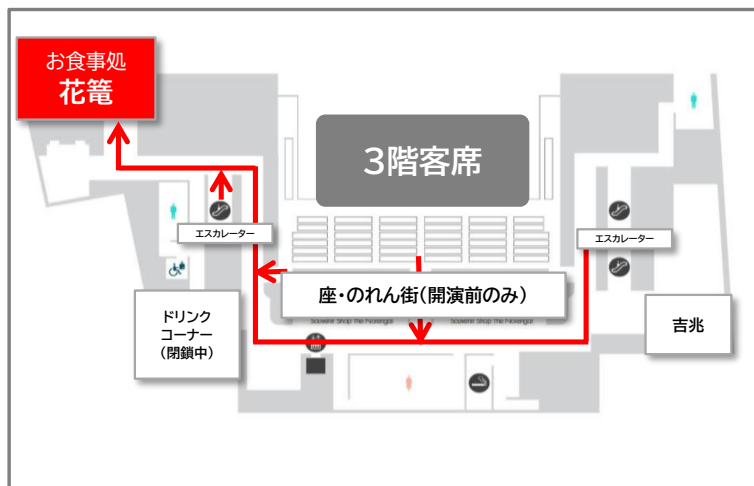 お食事処
花篭
3階客席
エスカレーター
エスカレーター
座・のれん街(開演前のみ)
ドリンク
コーナー
(閉鎖中)
吉兆